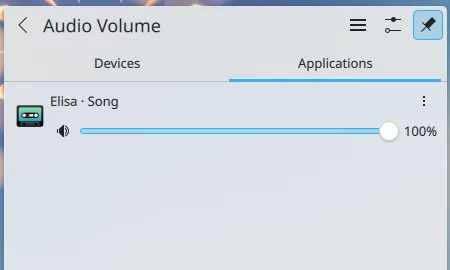 Audio Volume
Devices
Applications
Elisa · Song
100%